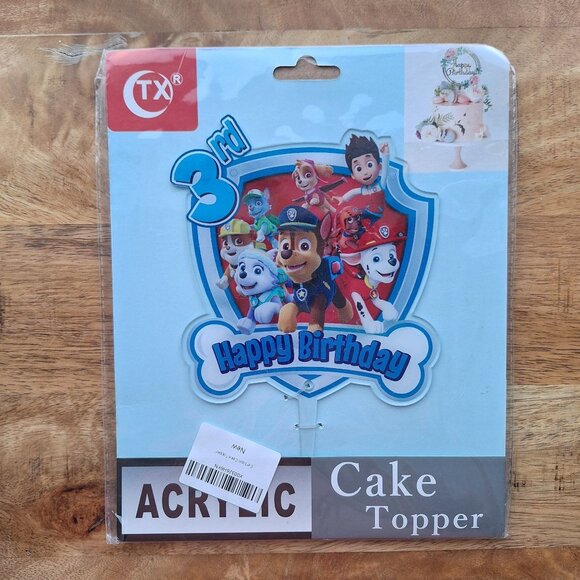 TX R
happy
Birthday
3rd
Happy Birthday
New
ACRYLIC
Cake
Topper